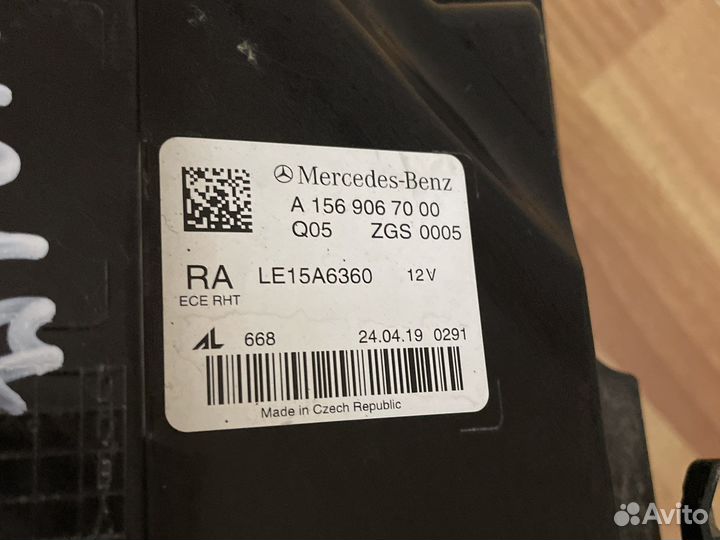 Mercedes-Benz
A 156 906 70 00
Q05 ZGS 0005
RA LE15A6360 12V
ECE RHT
AL 668 24.04.19 0291
Made in Czech Republic
Avito